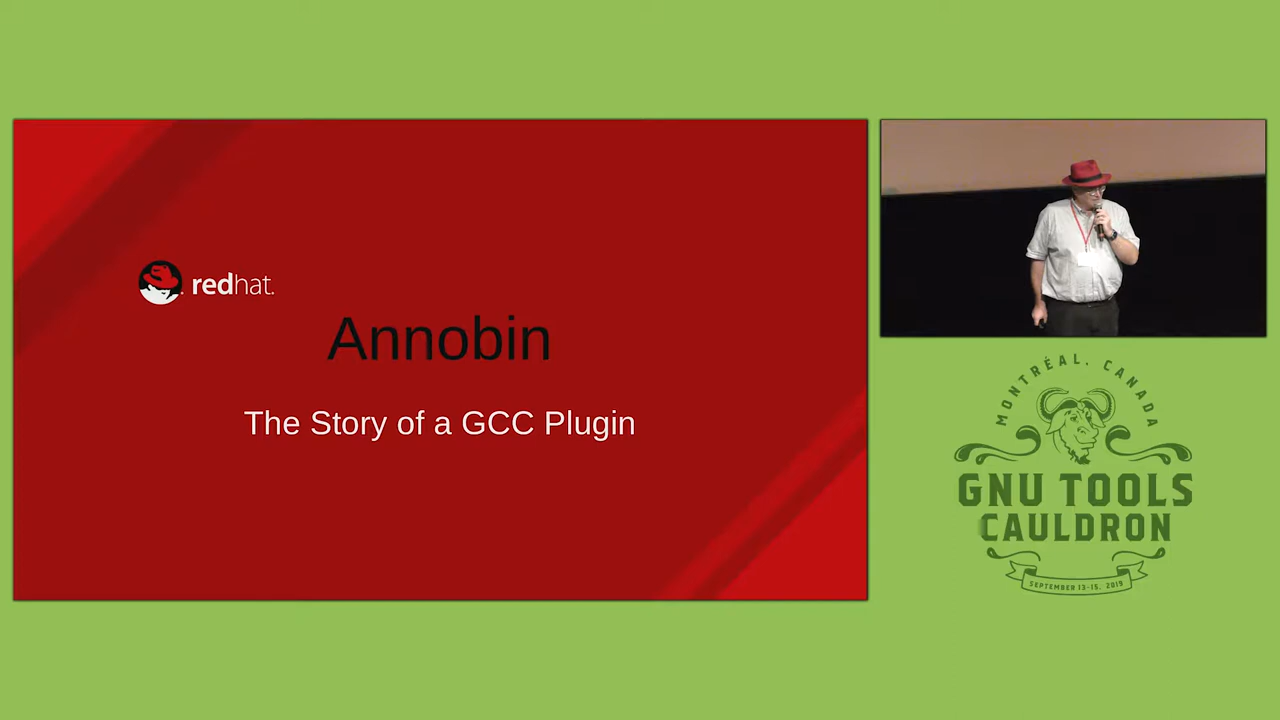 redhat.
Annobin
The Story of a GCC Plugin
MONTRÉAL. CANADA
GNU TOOLS
CAULDRON
SEPTEMBER 13-15, 2019